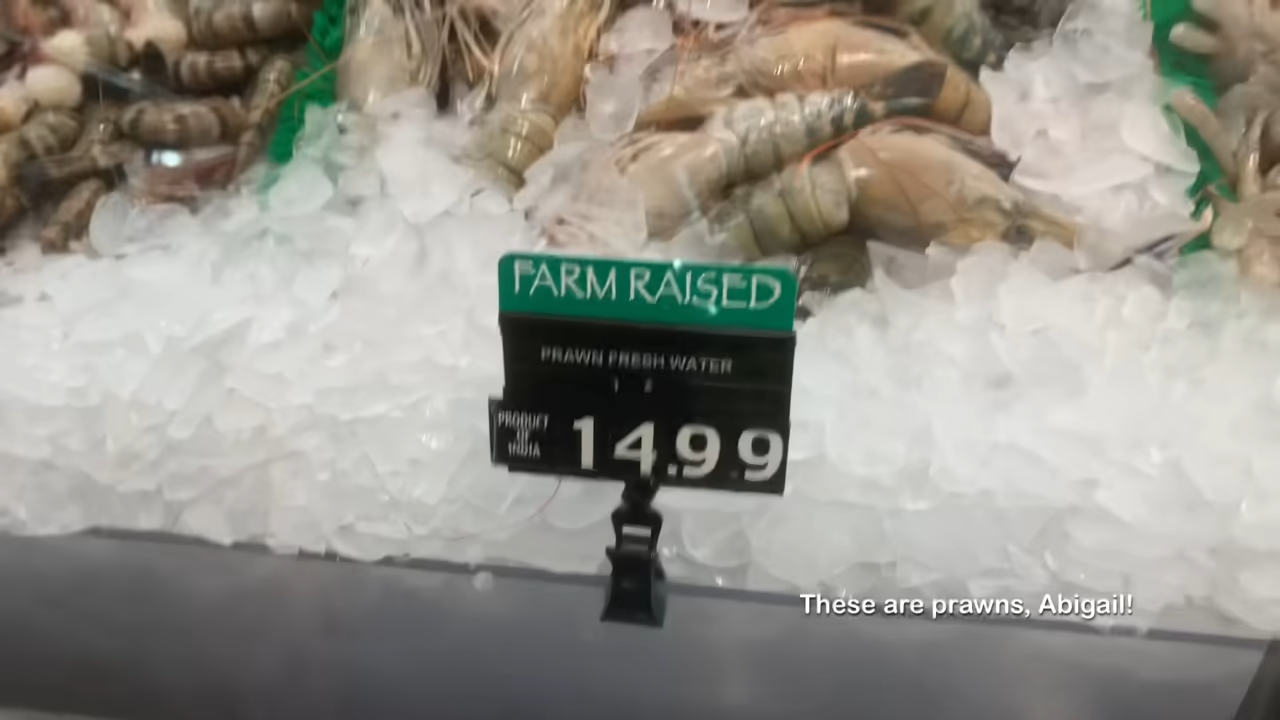 FARM RAISED
PRAWN FRESH WATER
PRODUCT
OF
INDIA
14.99
These are prawns, Abigail!